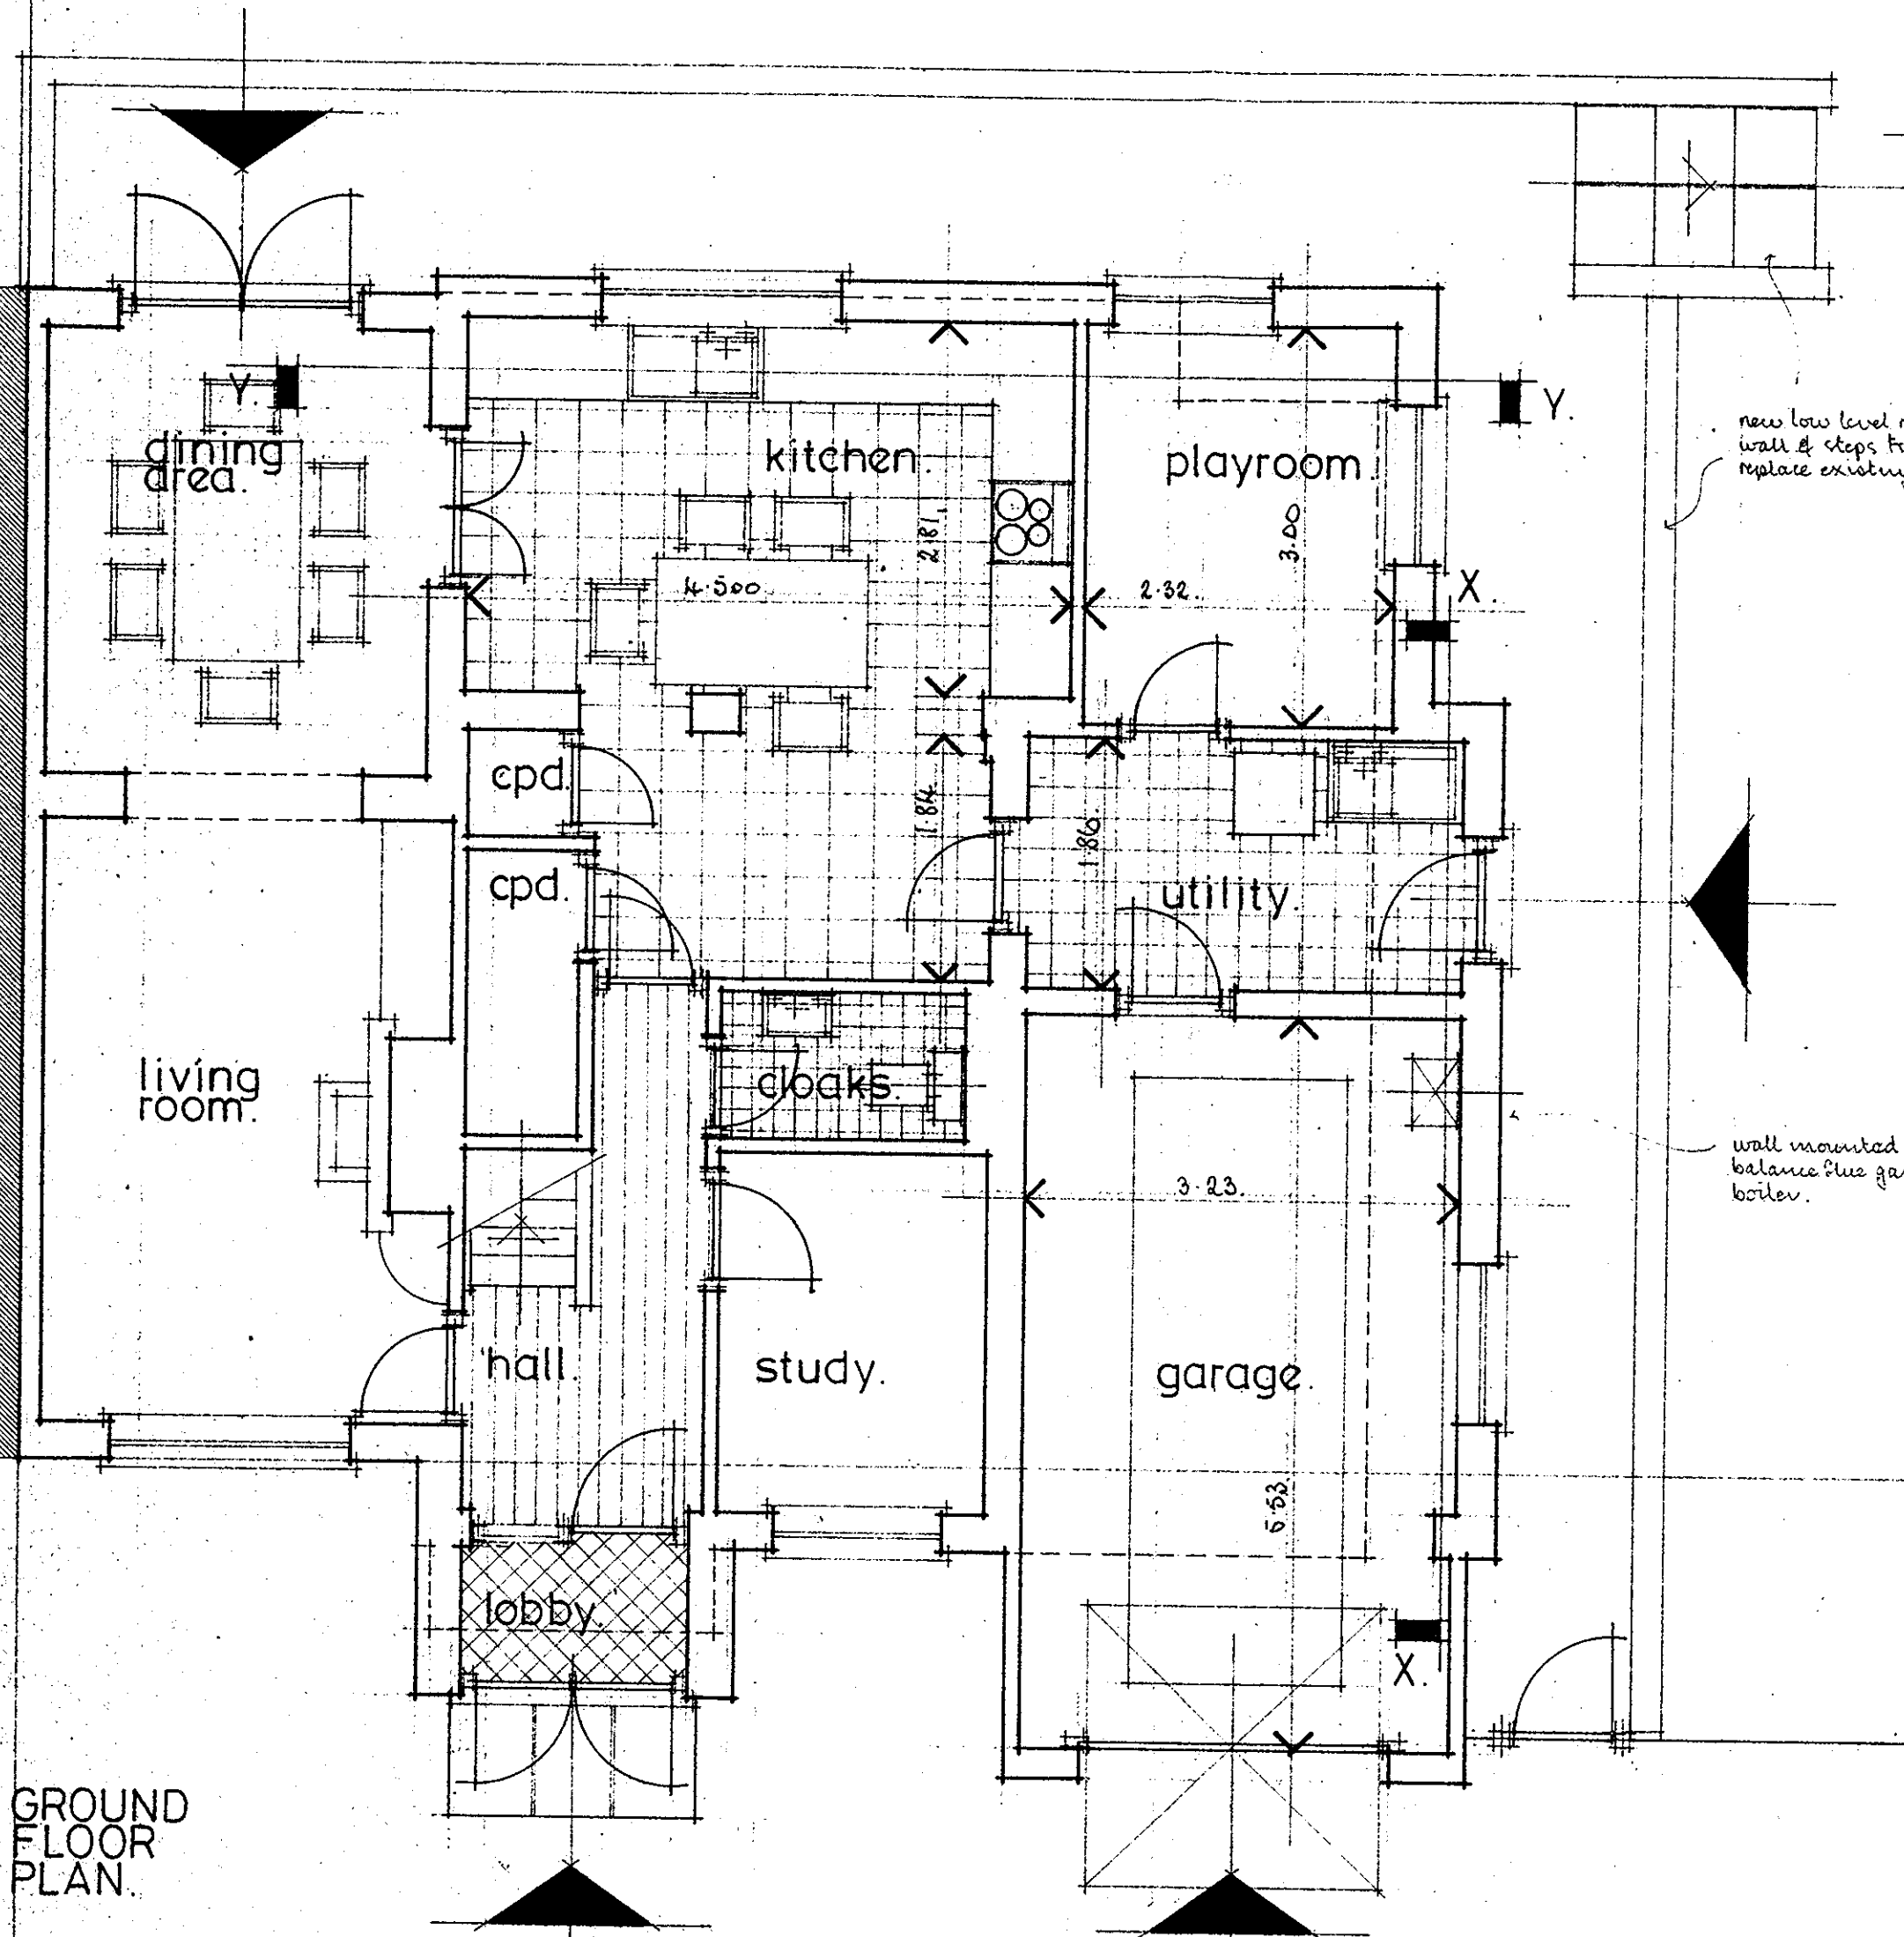 Y.
dining
area.
kitchen.
playroom.
Y.
new low level
wall & steps to
replace existing
2.81.
3.00
4.500
2.32.
X.
cpd.
1.84.
1.86.
cpd.
utility.
living
room.
cloaks.
wall mounted
balance flue gas
boiler.
3.23.
hall.
study.
garage.
lobby.
X.
GROUND
FLOOR
PLAN.